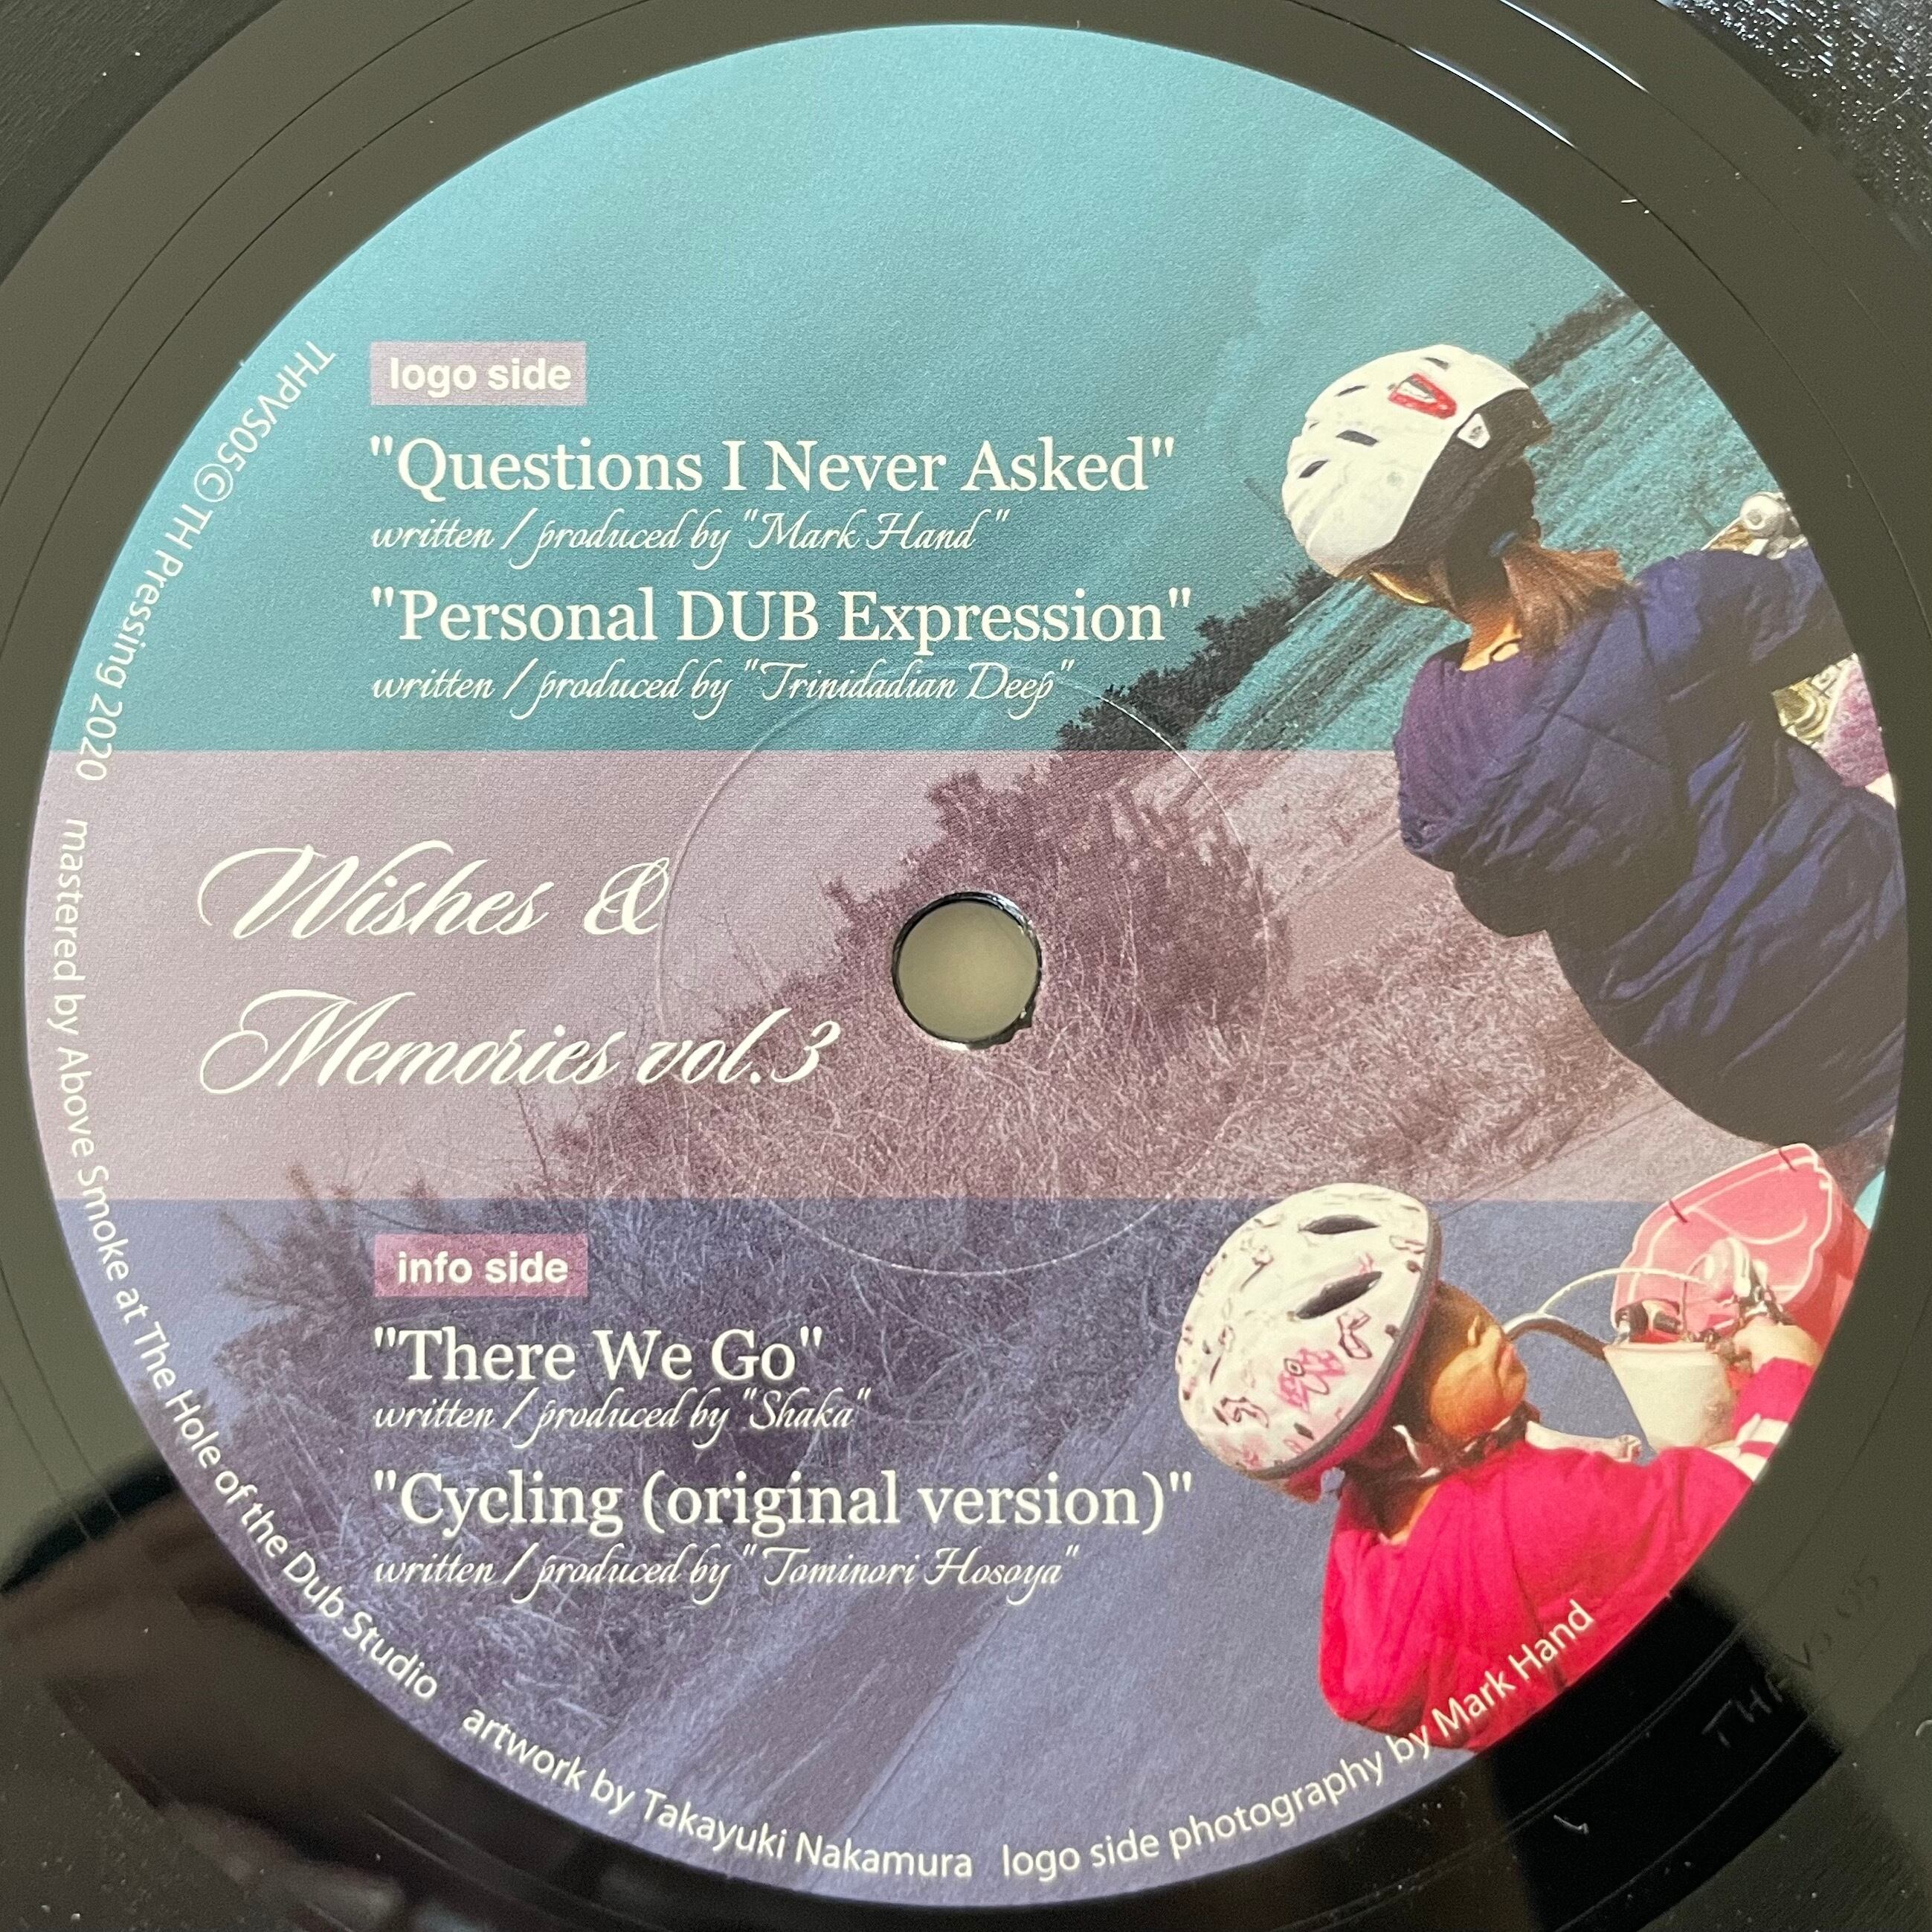 logo side
"Questions I Never Asked"
written / produced by "Mark Hand"
"Personal DUB Expression"
written / produced by "Trinidadian Deep"
Wishes &
Memories vol.3
info side
"There We Go"
written / produced by "Shaka"
"Cycling (original version)"
written / produced by "Tominori Hosoya"
THPVS05© TH Pressing 2020 mastered by Above Smoke at The Hole of the Dub Studio artwork by Takayuki Nakamura logo side photography by Mark Hand